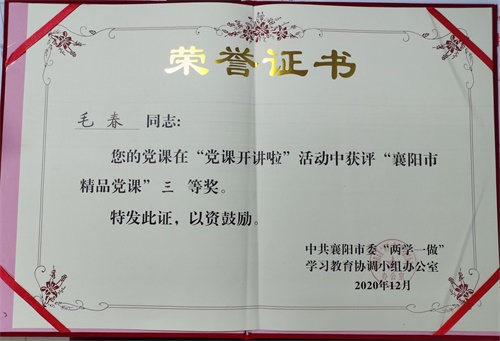 荣誉证书
毛春 同志:
您的党课在“党课开讲啦”活动中获评“襄阳市
精品党课”三 等奖。
特发此证，以资鼓励。
中共襄阳市委“两学一做”
学习教育协调小组办公室
2020年12月